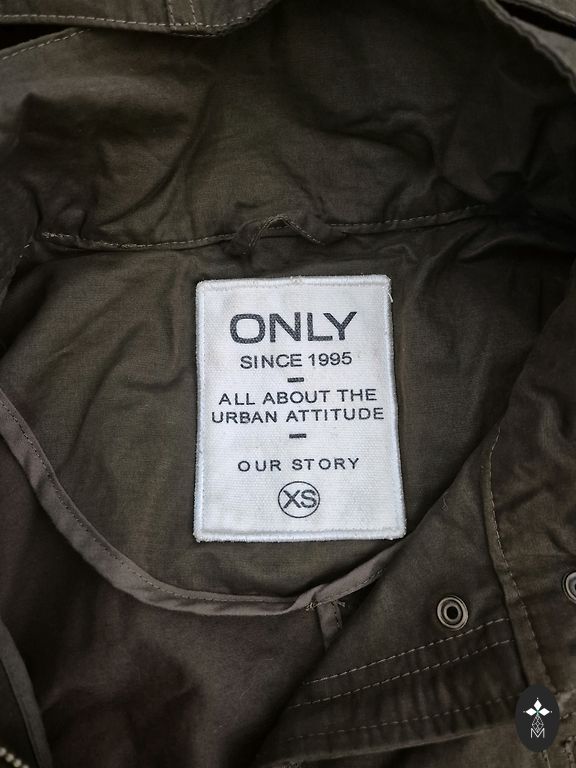 ONLY
SINCE 1995
ALL ABOUT THE
URBAN ATTITUDE
OUR STORY
XS
M